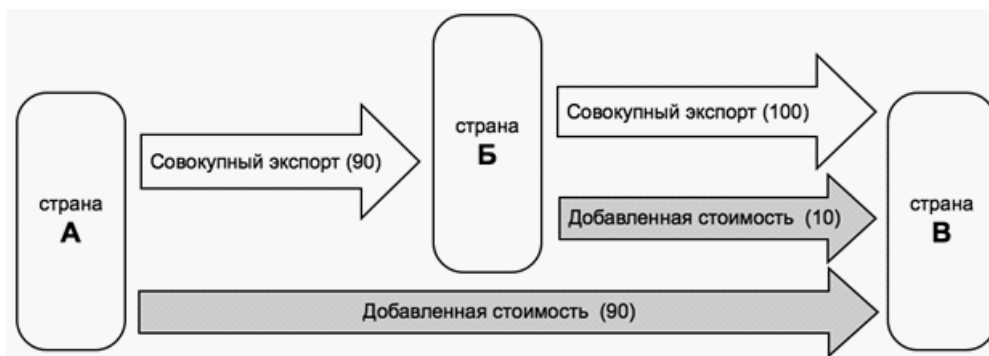 страна
А
Совокупный экспорт (90)
страна
Б
Совокупный экспорт (100)
Добавленная стоимость (10)
Добавленная стоимость (90)
страна
В